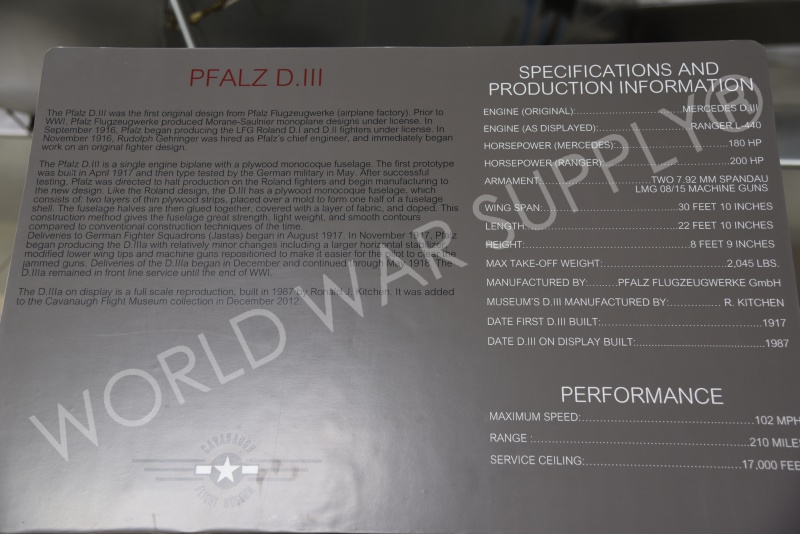 PFALZ D.III
The Pfalz D.III was the first original design from Pfalz Flugzeugwerke (airplane factory). Prior to
WWI, Pfalz Flugzeugwerke produced Morane-Saulnier monoplane designs under license. In
September 1916, Pfalz began producing the LFG Roland D.I and D.II fighters under license. In
November 1916, Rudolph Gehringer was hired as Pfalz's chief engineer, and immediately began
work on an original fighter design.
The Pfalz D.III is a single engine biplane with a plywood monocoque fuselage. The first prototype
was built in April 1917 and then type tested by the German military in May. After successful
testing, Pfalz was directed to halt production on the Roland fighters and begin manufacturing to
the new design. Like the Roland design, the D.III has a plywood monocoque fuselage, which
consists of: two layers of thin plywood strips, placed over a mold to form one half of a fuselage
shell. The fuselage halves are then glued together, covered with a layer of fabric, and doped. This
construction method gives the fuselage great strength, light weight, and smooth contours
compared to conventional construction techniques of the time.
Deliveries to German Fighter Squadrons (Jastas) began in August 1917. In November 1917, Pfalz
began producing the D.IIIa with relatively minor changes including a larger horizontal stabilizer,
modified lower wing tips and machine guns repositioned to make it easier for the pilot to clear the
jammed guns. Deliveries of the D.IIIa began in December and continued through May 1918. The
D.IIIa remained in front line service until the end of WWI.
The D.IIIa on display is a full scale reproduction, built in 1987 by Ronald J. Kitchen. It was added
to the Cavanaugh Flight Museum collection in December 2012.
CAVANAUGH
FLIGHT MUSEUM
SPECIFICATIONS AND
PRODUCTION INFORMATION
ENGINE (ORIGINAL):........................MERCEDES D.III
ENGINE (AS DISPLAYED):.....................RANGER L-440
HORSEPOWER (MERCEDES):..........................180 HP
HORSEPOWER (RANGER):..............................200 HP
ARMAMENT:....................TWO 7.92 MM SPANDAU
LMG 08/15 MACHINE GUNS
WING SPAN:.................................30 FEET 10 INCHES
LENGTH:.....................................22 FEET 10 INCHES
HEIGHT:........................................8 FEET 9 INCHES
MAX TAKE-OFF WEIGHT:...........................2,045 LBS.
MANUFACTURED BY:.........PFALZ FLUGZEUGWERKE GmbH
MUSEUM'S D.III MANUFACTURED BY:............... R. KITCHEN
DATE FIRST D.III BUILT:........................................1917
DATE D.III ON DISPLAY BUILT:................................1987
PERFORMANCE
MAXIMUM SPEED:.........................................102 MPH
RANGE :....................................................210 MILES
SERVICE CEILING:.....................................17,000 FEE
WORLD WAR SUPPLY®